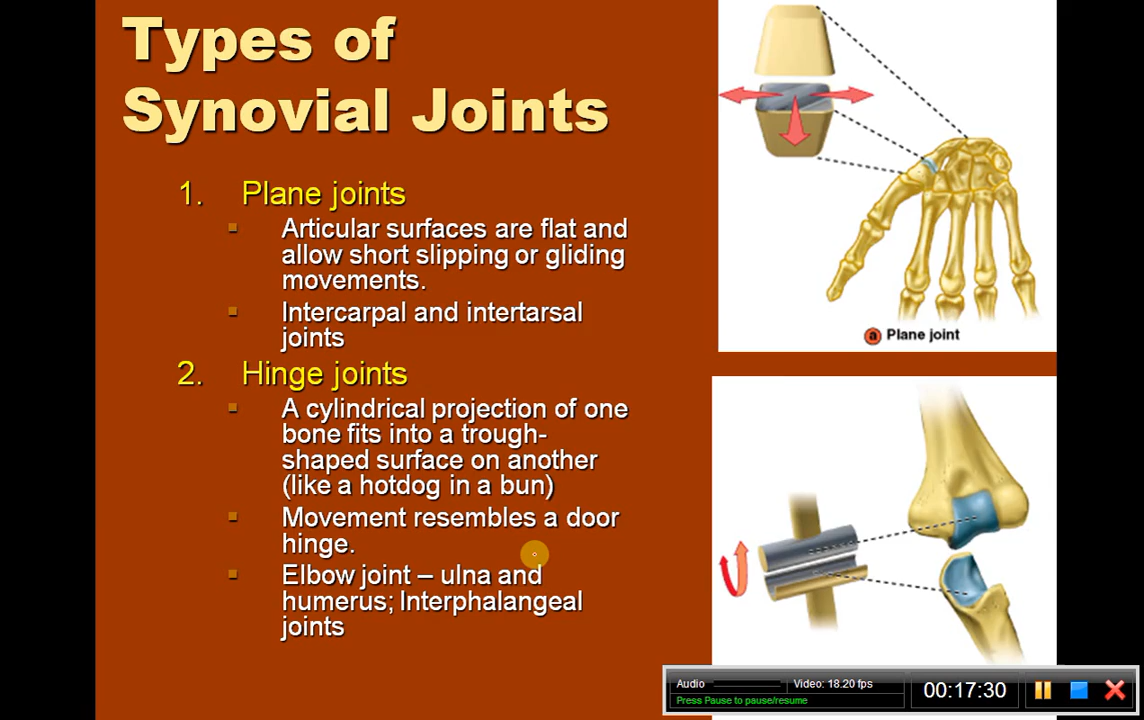 Types of
Synovial Joints
1. Plane joints
▪ Articular surfaces are flat and
allow short slipping or gliding
movements.
▪ Intercarpal and intertarsal
joints
2. Hinge joints
▪ A cylindrical projection of one
bone fits into a trough-
shaped surface on another
(like a hotdog in a bun)
▪ Movement resembles a door
hinge.
▪ Elbow joint – ulna and
humerus; Interphalangeal
joints
a Plane joint
Audio
Video: 18.20 fps
Press Pause to pause/resume
00:17:30